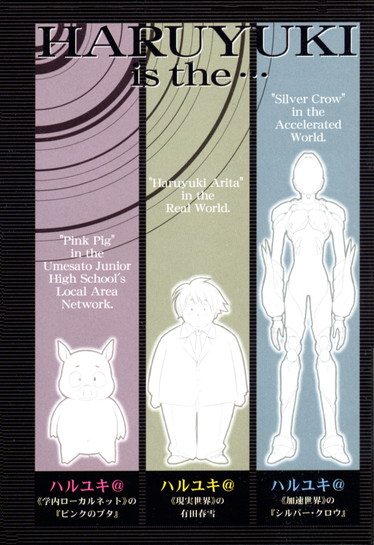 HARUYUKI
is the…
"Pink Pig"
in the
Umesato Junior
High School's
Local Area
Network.
"Haruyuki Arita"
in the
Real World.
"Silver Crow"
in the
Accelerated
World.
ハルユキ@
《学内ローカルネット》の
『ピンクのブタ』
ハルユキ@
《現実世界》の
有田春雪
ハルユキ@
《加速世界》の
『シルバー・クロウ』